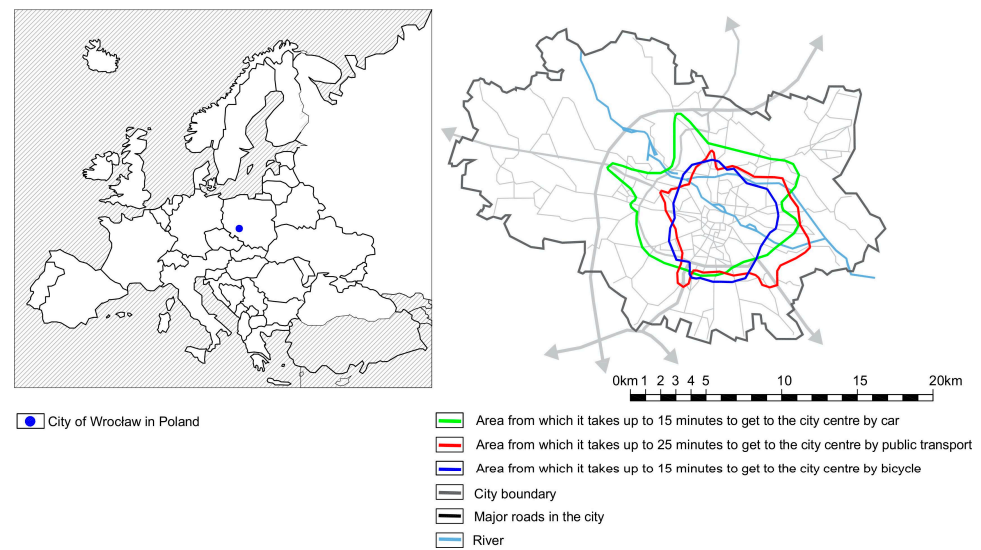 0km 1 2 3 4 5 10 15 20km
City of Wrocław in Poland
Area from which it takes up to 15 minutes to get to the city centre by car
Area from which it takes up to 25 minutes to get to the city centre by public transport
Area from which it takes up to 15 minutes to get to the city centre by bicycle
City boundary
Major roads in the city
River